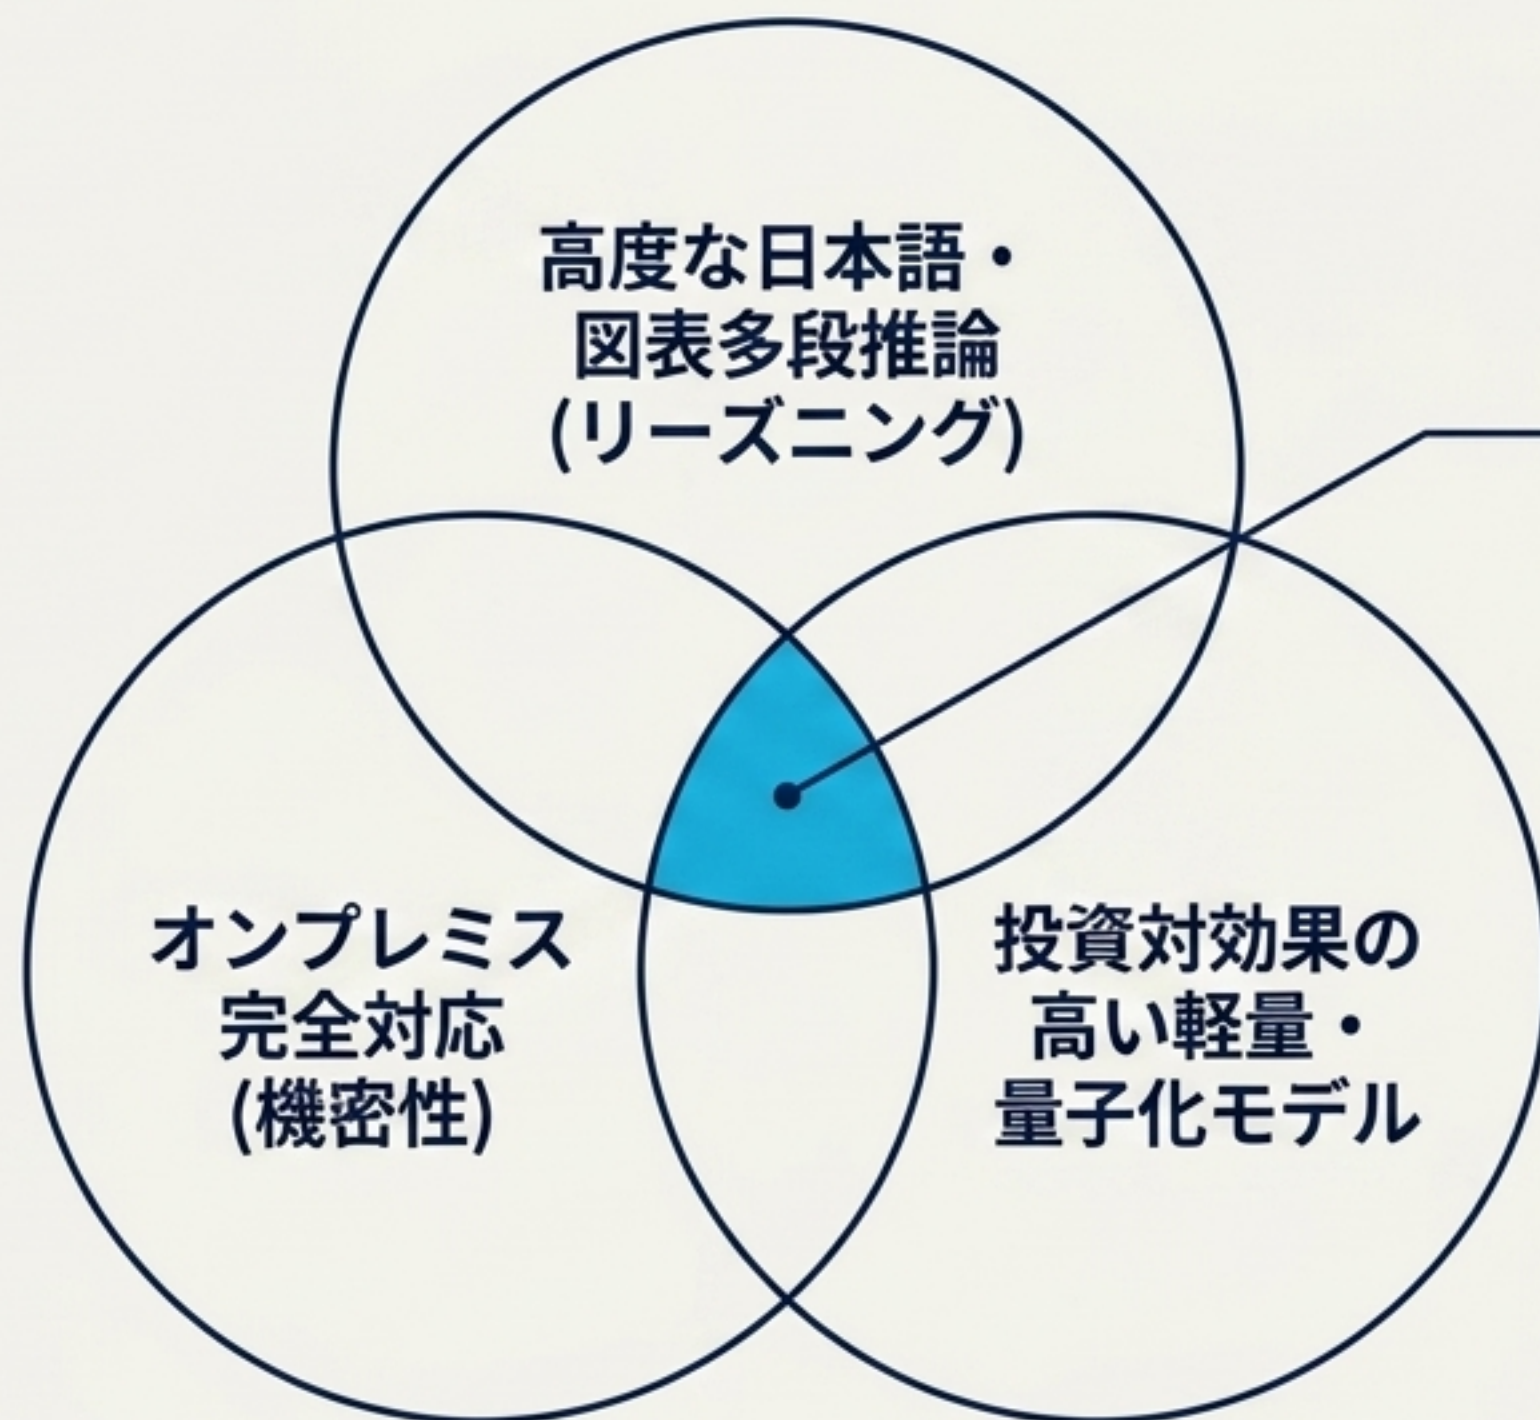 高度な日本語・
図表多段推論
(リーズニング)
オンプレミス
完全対応
(機密性)
投資対効果の
高い軽量・
量子化モデル